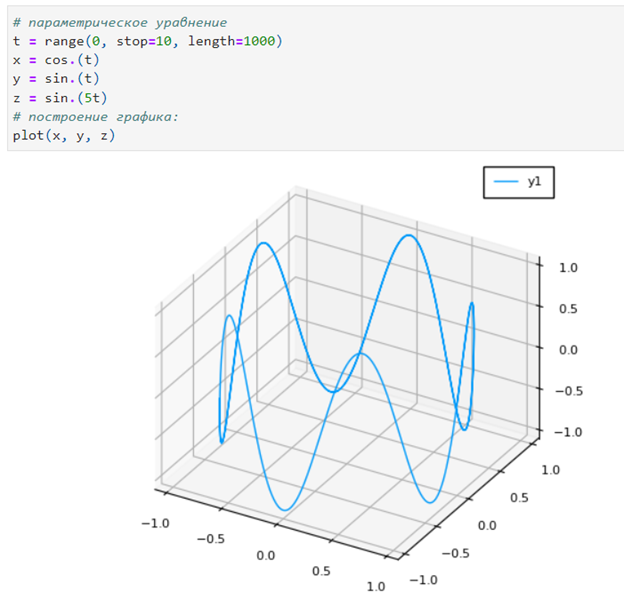 # параметрическое уравнение
t = range(0, stop=10, length=1000)
x = cos.(t)
y = sin.(t)
z = sin.(5t)
# построение графика:
plot(x, y, z)
y1
1.0
0.5
0.0
−0.5
−1.0
1.0
0.5
0.0
−0.5
−1.0
−1.0
−0.5
0.0
0.5
1.0